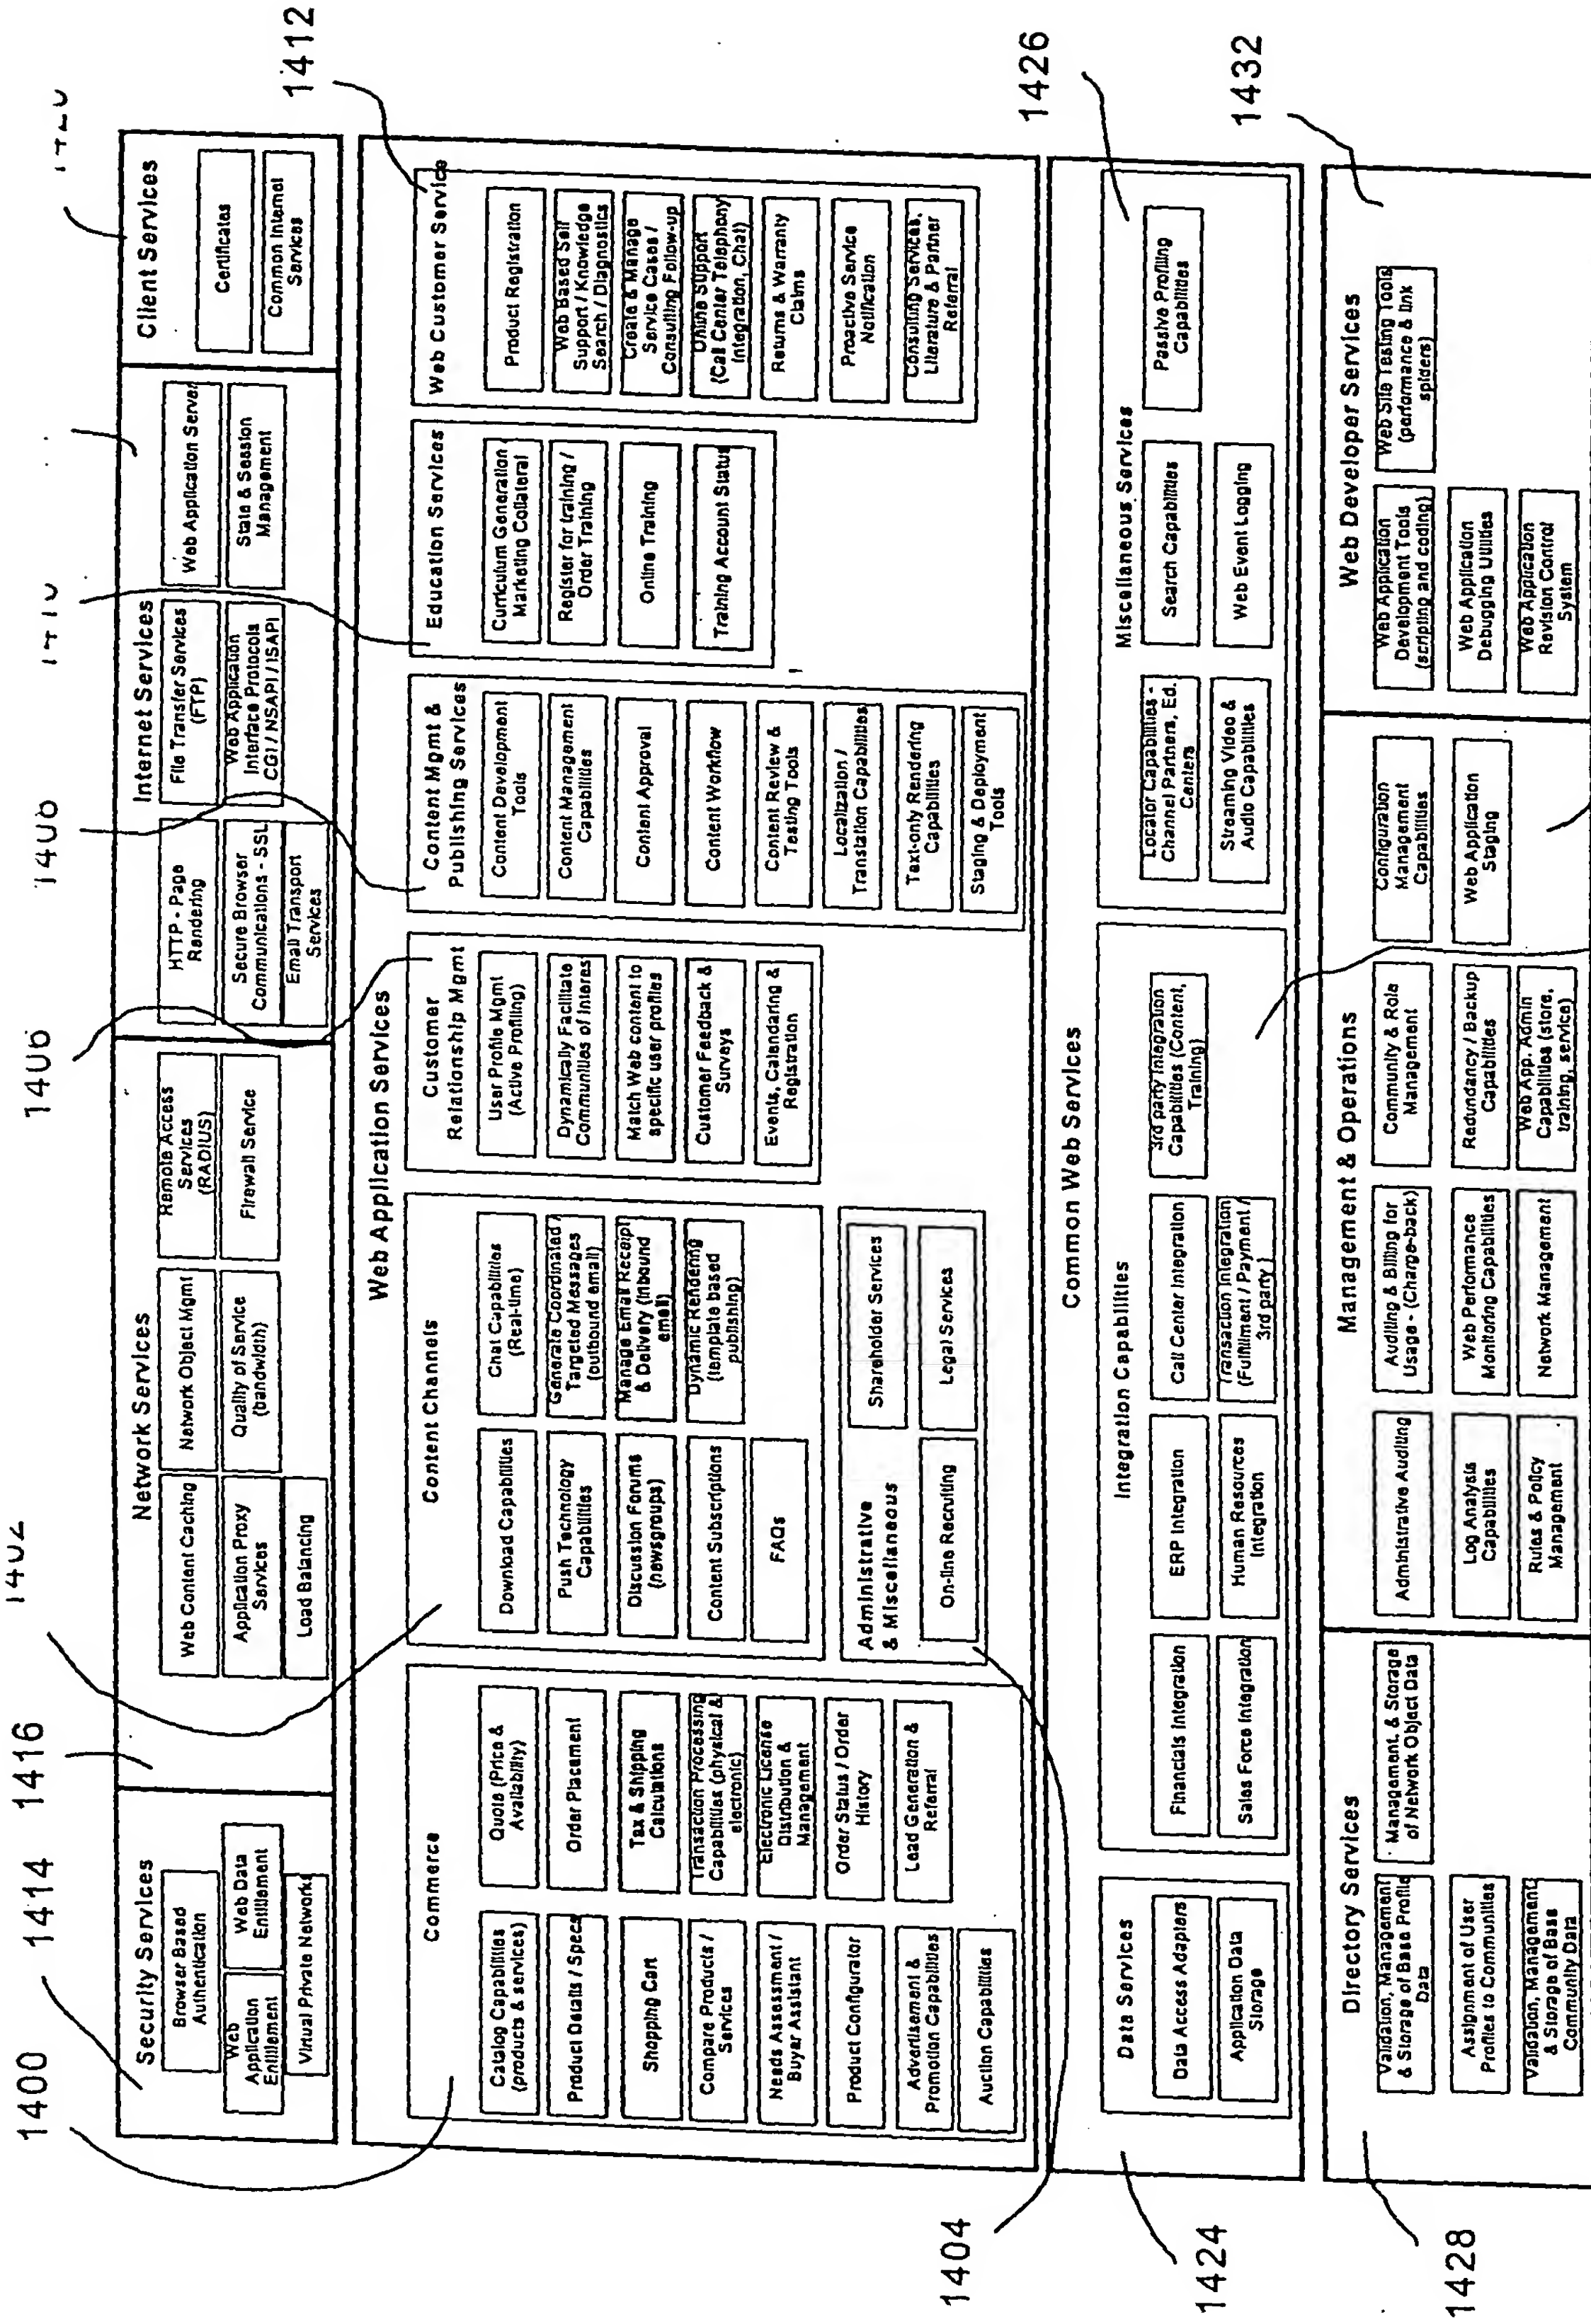 1400
1414
1416
1412
Security Services
Browser Based
Authentication
Web
Application
Entitlement
Web Data
Entitlement
Virtual Private Networks
Network Services
Web Content Caching
Network Object Mgmt
Remote Access
Services
(RADIUS)
Application Proxy
Services
Quality of Service
(bandwidth)
Firewall Service
Load Balancing
Internet Services
HTTP - Page
Rendering
File Transfer Services
(FTP)
Web Application Server
Secure Browser
Communications - SSL
Web Application
Interface Protocols
CGI / NSAPI / ISAPI
State & Session
Management
Email Transport
Services
Client Services
Certificates
Common Internal
Services
Web Application Services
Commerce
Catalog Capabilities
(products & services)
Quote (Price &
Availability)
Product Details / Specs
Order Placement
Shopping Cart
Tax & Shipping
Calculations
Compare Products /
Services
Transaction Processing
Capabilities (physical &
electronic)
Needs Assessment /
Buyer Assistant
Electronic License
Distribution &
Management
Product Configurator
Order Status / Order
History
Advertisement &
Promotion Capabilities
Lead Generation &
Referral
Auction Capabilities
Content Channels
Download Capabilities
Chat Capabilities
(Real-time)
Push Technology
Capabilities
Generate Coordinated /
Targeted Messages
(outbound email)
Discussion Forums
(newsgroups)
Manage Email Receipt
& Delivery (inbound
email)
Content Subscriptions
Dynamic Rendering
(template based
publishing)
FAQs
Administrative
& Miscellaneous
Shareholder Services
On-line Recruiting
Legal Services
Customer
Relationship Mgmt
User Profile Mgmt
(Active Profiling)
Dynamically Facilitate
Communities of Interest
Match Web content to
specific user profiles
Customer Feedback &
Surveys
Events, Calendaring &
Registration
Content Mgmt &
Publishing Services
Content Development
Tools
Content Management
Capabilities
Content Approval
Content Workflow
Content Review &
Testing Tools
Localization /
Translation Capabilities
Text-only Rendering
Capabilities
Staging & Deployment
Tools
Education Services
Curriculum Generation
Marketing Collateral
Register for training /
Order Training
Online Training
Training Account Status
Web Customer Service
Product Registration
Web Based Self
Support / Knowledge
Search / Diagnostics
Create & Manage
Service Cases /
Consulting Follow-up
Online Support
(Call Center Telephony
Integration, Chat)
Returns & Warranty
Claims
Proactive Service
Notification
Consulting Services,
Literature & Partner
Referral
1404
1426
Common Web Services
Data Services
Data Access Adapters
Application Data
Storage
Integration Capabilities
Financials Integration
ERP Integration
Call Center Integration
3rd party Integration
Capabilities (Content,
Training)
Sales Force Integration
Human Resources
Integration
Transaction Integration
(Fulfillment / Payment /
3rd party )
Miscellaneous Services
Locator Capabilities -
Channel Partners, Ed.
Centers
Search Capabilities
Passive Profiling
Capabilities
Streaming Video &
Audio Capabilities
Web Event Logging
1424
1432
Directory Services
Validation, Management
& Storage of Base Profile
Data
Management, & Storage
of Network Object Data
Assignment of User
Profiles to Communities
Validation, Management
& Storage of Base
Community Data
Management & Operations
Administrative Auditing
Auditing & Billing for
Usage - (Charge-back)
Community & Role
Management
Configuration
Management
Capabilities
Log Analysis
Capabilities
Web Performance
Monitoring Capabilities
Redundancy / Backup
Capabilities
Web Application
Staging
Rules & Policy
Management
Network Management
Web App. Admin
Capabilities (store,
training, service)
Web Developer Services
Web Application
Development Tools
(scripting and coding)
Web Site Testing Tools
(performance & link
spiders)
Web Application
Debugging Utilities
Web Application
Revision Control
System
1428